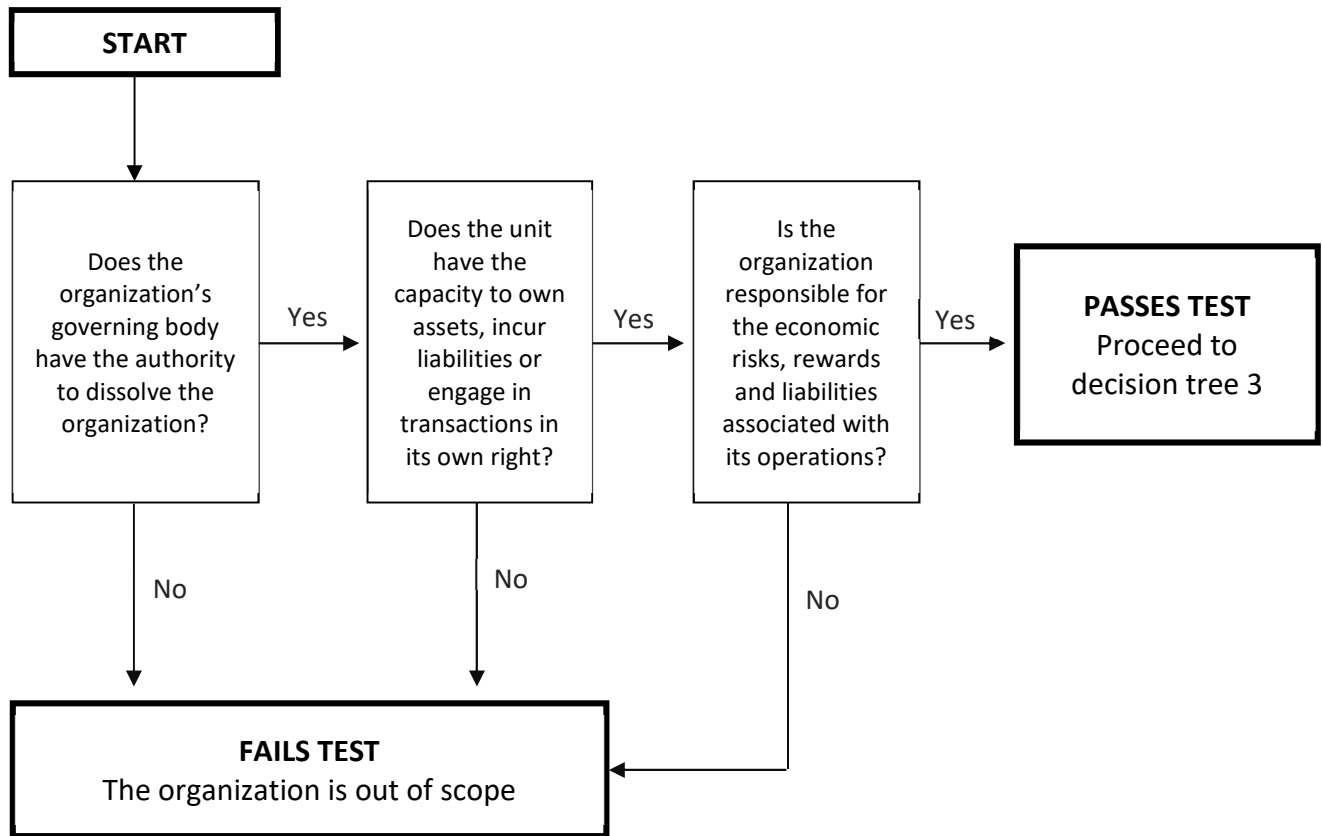 START
Does the
organization's
governing body
have the authority
to dissolve the
organization?
Yes
Does the unit
have the
capacity to own
assets, incur
liabilities or
engage in
transactions in
its own right?
Yes
Is the
organization
responsible for
the economic
risks, rewards
and liabilities
associated with
its operations?
Yes
PASSES TEST
Proceed to
decision tree 3
No
No
No
FAILS TEST
The organization is out of scope